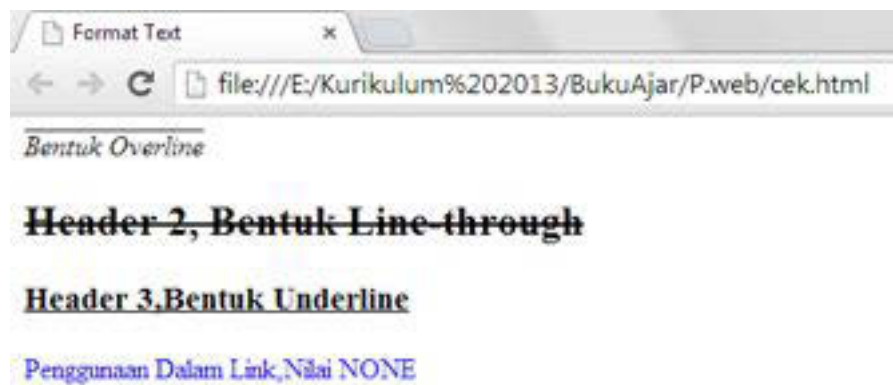 Format Text
file:///E:/Kurikulum%202013/BukuAjar/P.web/cek.html
Bentuk Overline
Header 2, Bentuk Line-through
Header 3,Bentuk Underline
Penggunaan Dalam Link,Nilai NONE